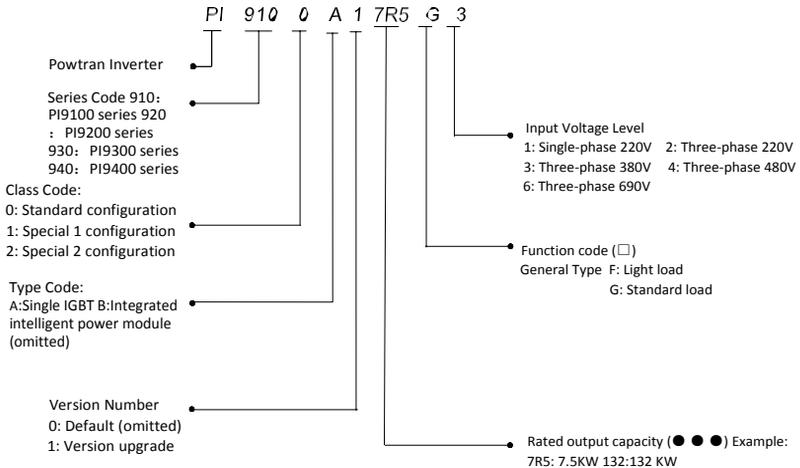 PI 910 0 A 1 7R5 G 3
Powtran Inverter
Series Code 910：
PI9100 series 920
： PI9200 series
930： PI9300 series
940： PI9400 series
Class Code:
0: Standard configuration
1: Special 1 configuration
2: Special 2 configuration
Type Code:
A:Single IGBT B:Integrated
intelligent power module
(omitted)
Version Number
0: Default (omitted)
1: Version upgrade
Input Voltage Level
1: Single-phase 220V 2: Three-phase 220V
3: Three-phase 380V 4: Three-phase 480V
6: Three-phase 690V
Function code (□)
General Type F: Light load
G: Standard load
Rated output capacity (● ● ●) Example:
7R5: 7.5KW 132:132 KW